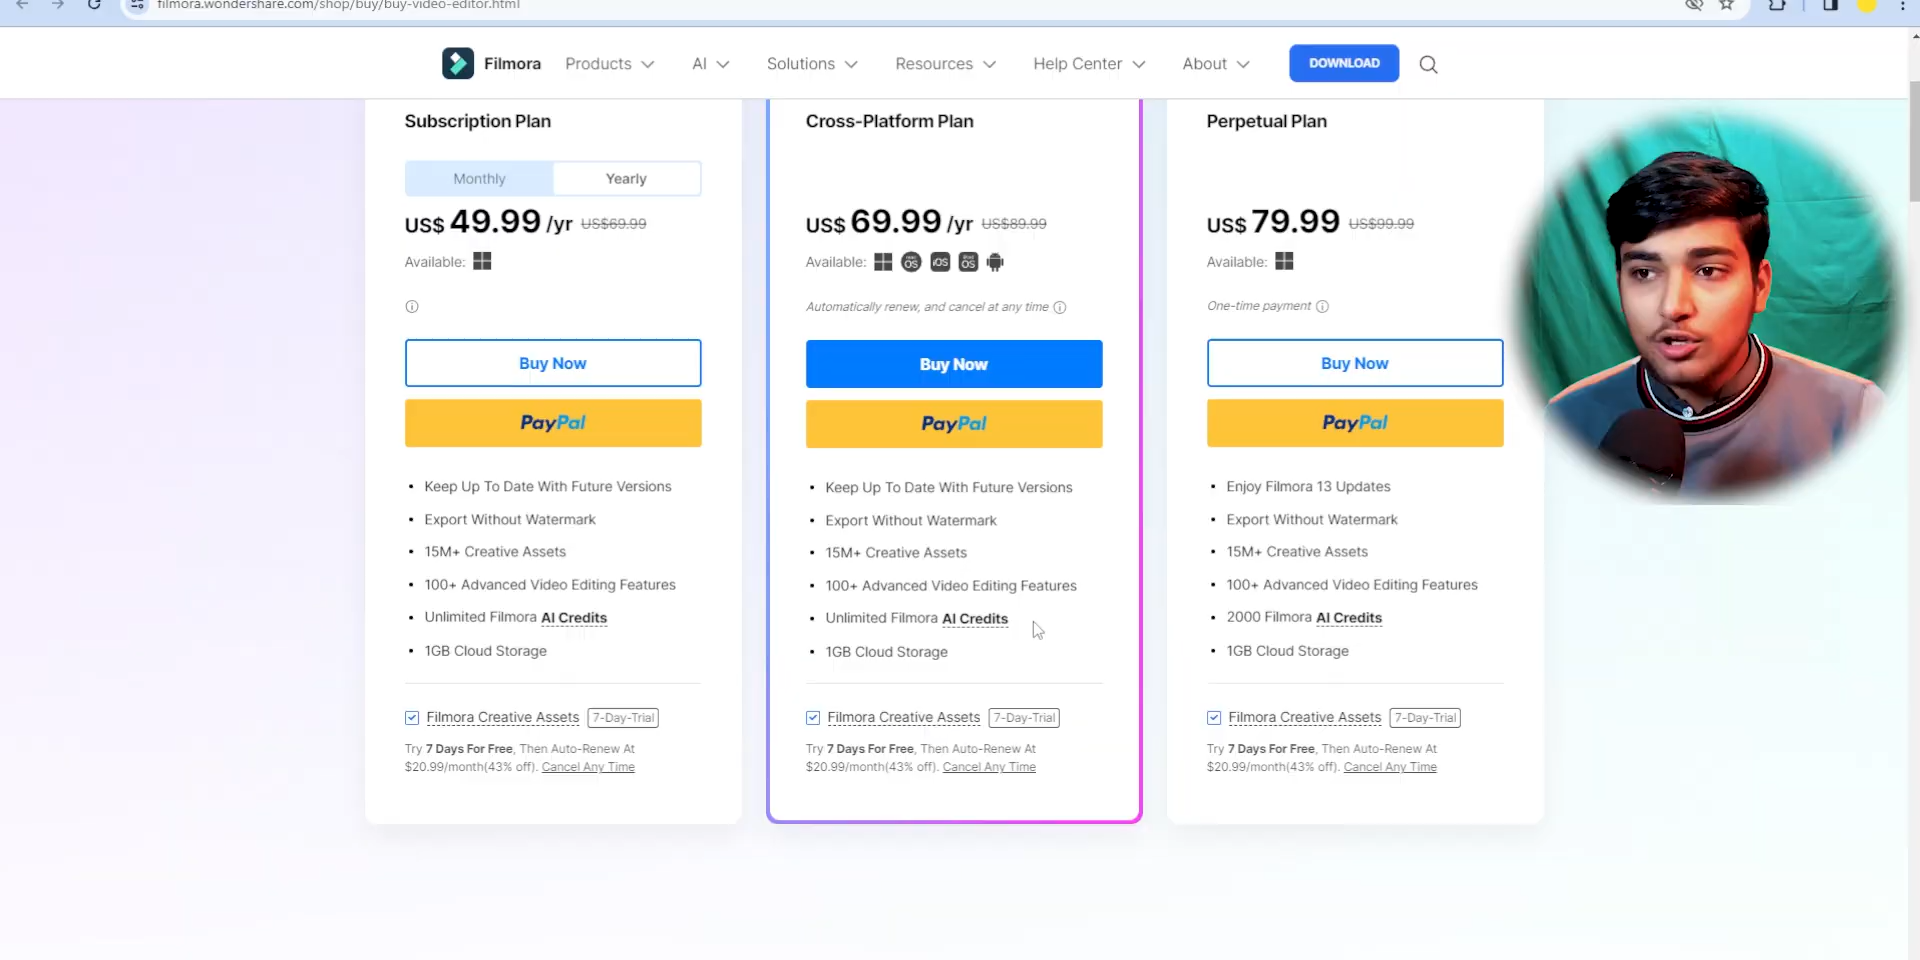 filmora.wondershare.com/shop/buy/buy-video-editor.html
Filmora Products AI Solutions Resources Help Center About DOWNLOAD
Subscription Plan
Monthly Yearly
US$ 49.99 /yr US$69.99
Available:
Buy Now
PayPal
• Keep Up To Date With Future Versions
• Export Without Watermark
• 15M+ Creative Assets
• 100+ Advanced Video Editing Features
• Unlimited Filmora AI Credits
• 1GB Cloud Storage
Filmora Creative Assets 7-Day-Trial
Try 7 Days For Free, Then Auto-Renew At
$20.99/month(43% off). Cancel Any Time
Cross-Platform Plan
US$ 69.99 /yr US$89.99
Available: iOS
Automatically renew, and cancel at any time
Buy Now
PayPal
• Keep Up To Date With Future Versions
• Export Without Watermark
• 15M+ Creative Assets
• 100+ Advanced Video Editing Features
• Unlimited Filmora AI Credits
• 1GB Cloud Storage
Filmora Creative Assets 7-Day-Trial
Try 7 Days For Free, Then Auto-Renew At
$20.99/month(43% off). Cancel Any Time
Perpetual Plan
US$ 79.99 US$99.99
Available:
One-time payment
Buy Now
PayPal
• Enjoy Filmora 13 Updates
• Export Without Watermark
• 15M+ Creative Assets
• 100+ Advanced Video Editing Features
• 2000 Filmora AI Credits
• 1GB Cloud Storage
Filmora Creative Assets 7-Day-Trial
Try 7 Days For Free, Then Auto-Renew At
$20.99/month(43% off). Cancel Any Time